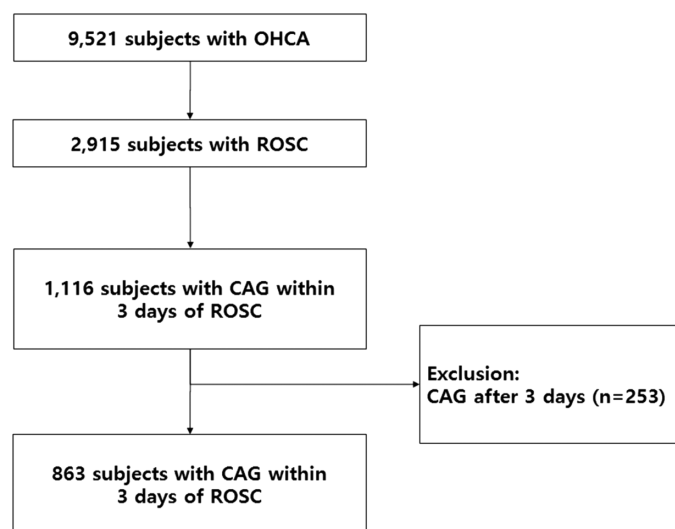 9,521 subjects with OHCA
2,915 subjects with ROSC
1,116 subjects with CAG within
3 days of ROSC
Exclusion:
CAG after 3 days (n=253)
863 subjects with CAG within
3 days of ROSC